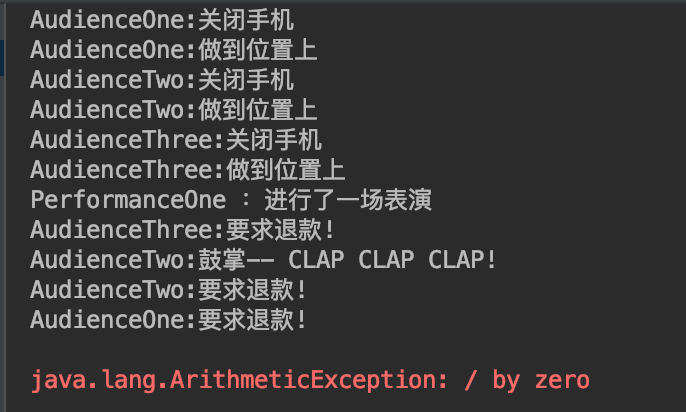 AudienceOne:关闭手机
AudienceOne:做到位置上
AudienceTwo:关闭手机
AudienceTwo:做到位置上
AudienceThree:关闭手机
AudienceThree:做到位置上
PerformanceOne : 进行了一场表演
AudienceThree:要求退款!
AudienceTwo:鼓掌-- CLAP CLAP CLAP!
AudienceTwo:要求退款!
AudienceOne:要求退款!
java.lang.ArithmeticException: / by zero